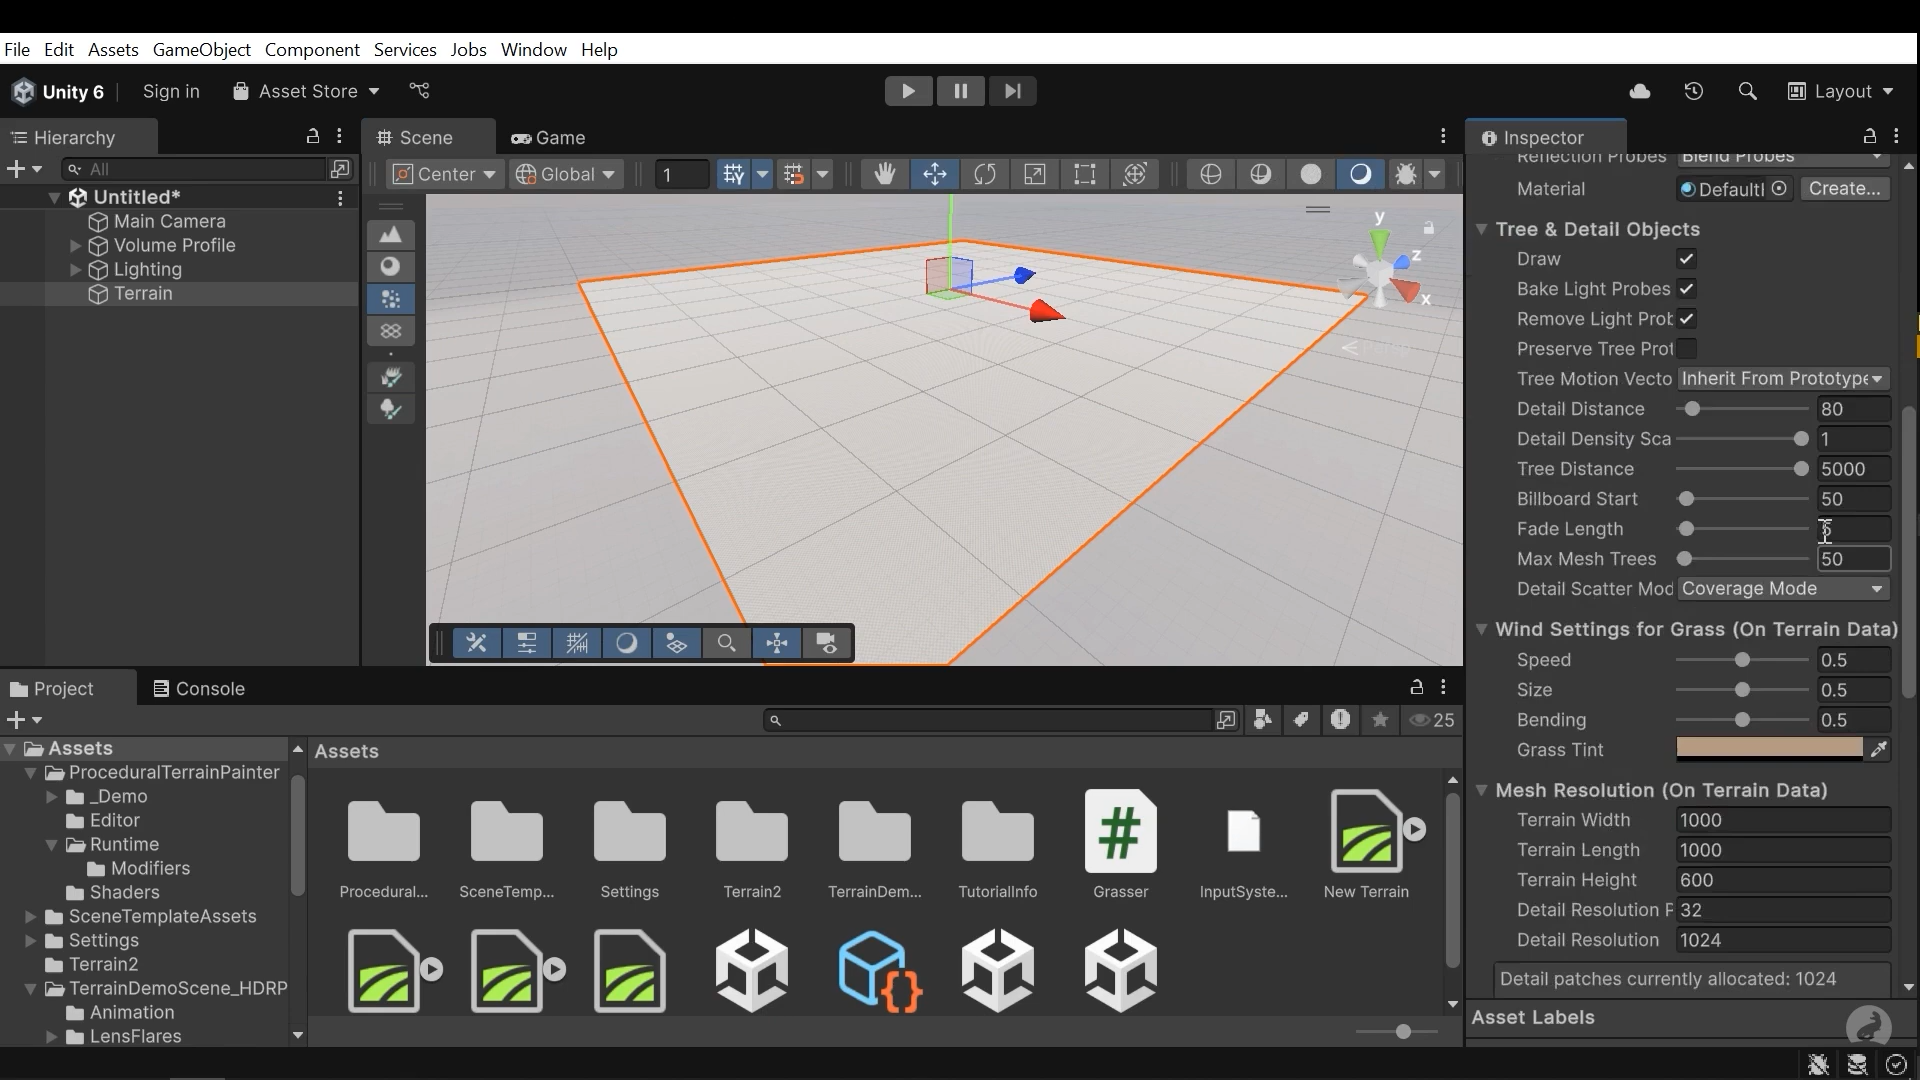 File Edit Assets GameObject Component Services Jobs Window Help
Unity 6 Sign in Asset Store Layout
Hierarchy
All
Untitled*
Main Camera
Volume Profile
Lighting
Terrain
Scene Game
Center Global 1
y
z
x
Inspector
Reflection Probes Blend Probes
Material Defaultl Create...
Tree & Detail Objects
Draw
Bake Light Probes
Remove Light Prob
Preserve Tree Prot
Tree Motion Vecto Inherit From Prototype
Detail Distance 80
Detail Density Sca 1
Tree Distance 5000
Billboard Start 50
Fade Length
Max Mesh Trees 50
Detail Scatter Mod Coverage Mode
Wind Settings for Grass (On Terrain Data)
Speed 0.5
Size 0.5
Bending 0.5
Grass Tint
Mesh Resolution (On Terrain Data)
Terrain Width 1000
Terrain Length 1000
Terrain Height 600
Detail Resolution P 32
Detail Resolution 1024
Detail patches currently allocated: 1024
Asset Labels
Project Console
25
Assets
ProceduralTerrainPainter
_Demo
Editor
Runtime
Modifiers
Shaders
SceneTemplateAssets
Settings
Terrain2
TerrainDemoScene_HDRP
Animation
LensFlares
Assets
Procedural... SceneTemp... Settings Terrain2 TerrainDem... TutorialInfo Grasser InputSyste... New Terrain